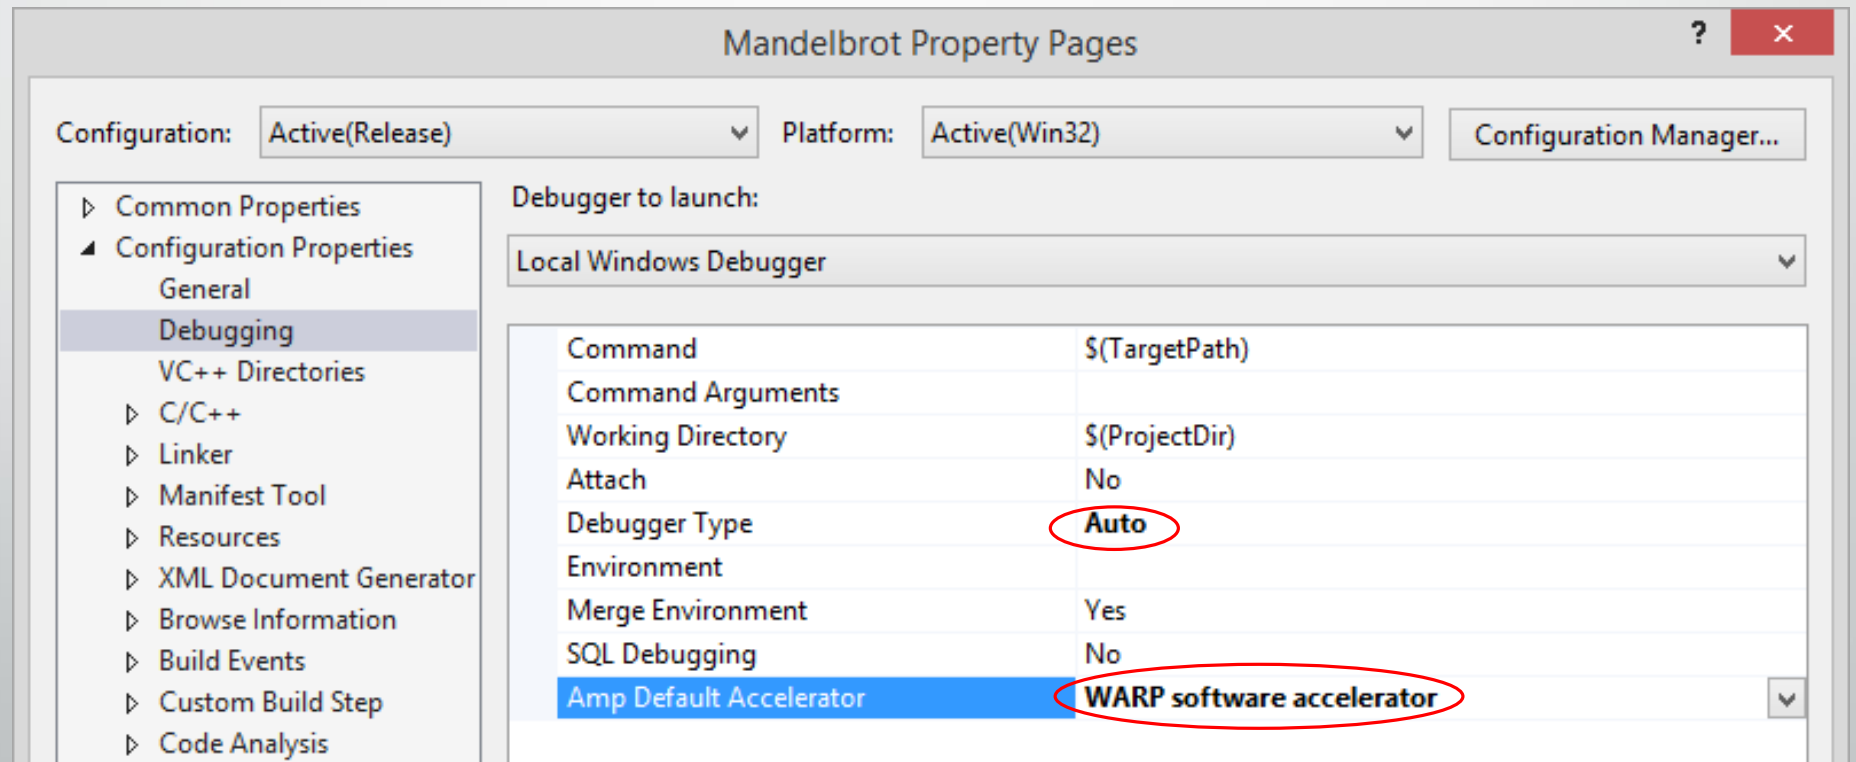 Mandelbrot Property Pages
?
Configuration: Active(Release) Platform: Active(Win32) Configuration Manager...
Common Properties
Configuration Properties
General
Debugging
VC++ Directories
C/C++
Linker
Manifest Tool
Resources
XML Document Generator
Browse Information
Build Events
Custom Build Step
Code Analysis
Debugger to launch:
Local Windows Debugger
Command $(TargetPath)
Command Arguments
Working Directory $(ProjectDir)
Attach No
Debugger Type Auto
Environment
Merge Environment Yes
SQL Debugging No
Amp Default Accelerator WARP software accelerator